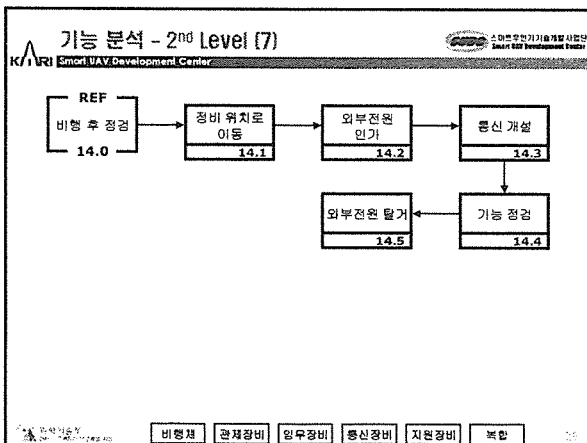 기능 분석 - 2nd Level (7)
스마트무인기기술개발사업단
Smart UAV Development Center
KARI
Smart UAV Development Center
REF
비행 후 점검
14.0
정비 위치로
이동
14.1
외부전원
인가
14.2
통신 개설
14.3
외부전원 탈거
14.5
기능 점검
14.4
과학기술부
비행체
관제장비
임무장비
통신장비
지원장비
복합